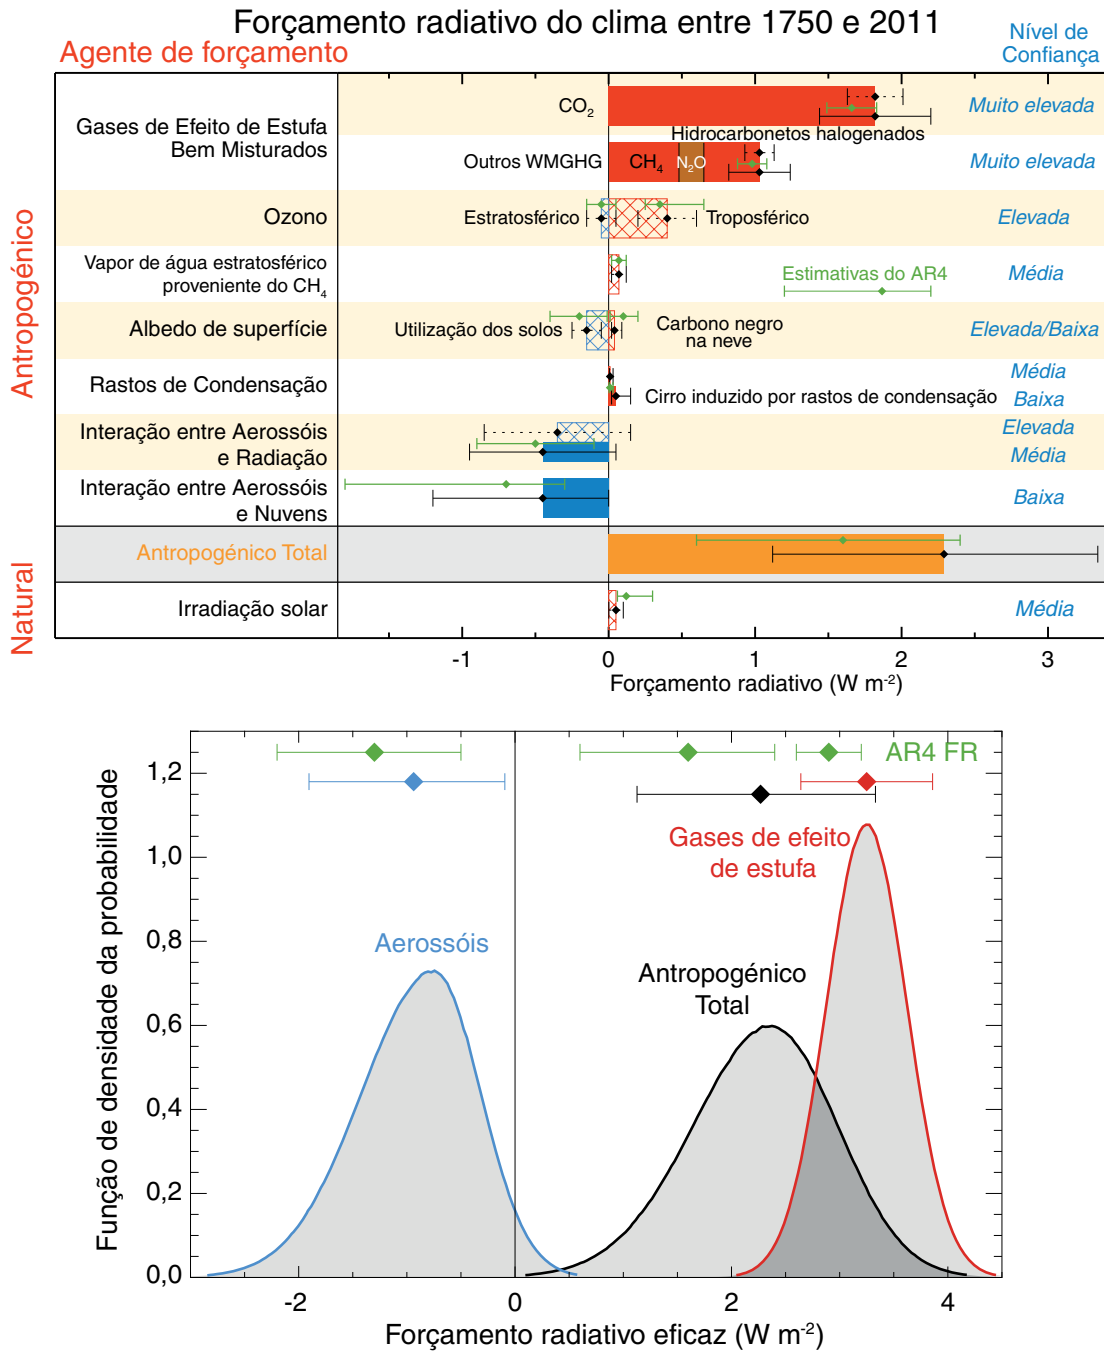 Forçamento radiativo do clima entre 1750 e 2011
Agente de forçamento
Nível de
Confiança
Antropogénico
Gases de Efeito de Estufa
Bem Misturados
CO2
Muito elevada
Hidrocarbonetos halogenados
Outros WMGHG
CH4
N2O
Muito elevada
Ozono
Estratosférico
Troposférico
Elevada
Vapor de água estratosférico
proveniente do CH4
Estimativas do AR4
Média
Albedo de superfície
Utilização dos solos
Carbono negro
na neve
Elevada/Baixa
Rastos de Condensação
Cirro induzido por rastos de condensação
Média
Baixa
Interação entre Aerossóis
e Radiação
Elevada
Média
Interação entre Aerossóis
e Nuvens
Baixa
Antropogénico Total
Natural
Irradiação solar
Média
-1 0 1 2 3
Forçamento radiativo (W m-2)
AR4 FR
Gases de efeito
de estufa
Aerossóis
Antropogénico
Total
Função de densidade da probabilidade
1,2
1,0
0,8
0,6
0,4
0,2
0,0
-2 0 2 4
Forçamento radiativo eficaz (W m-2)